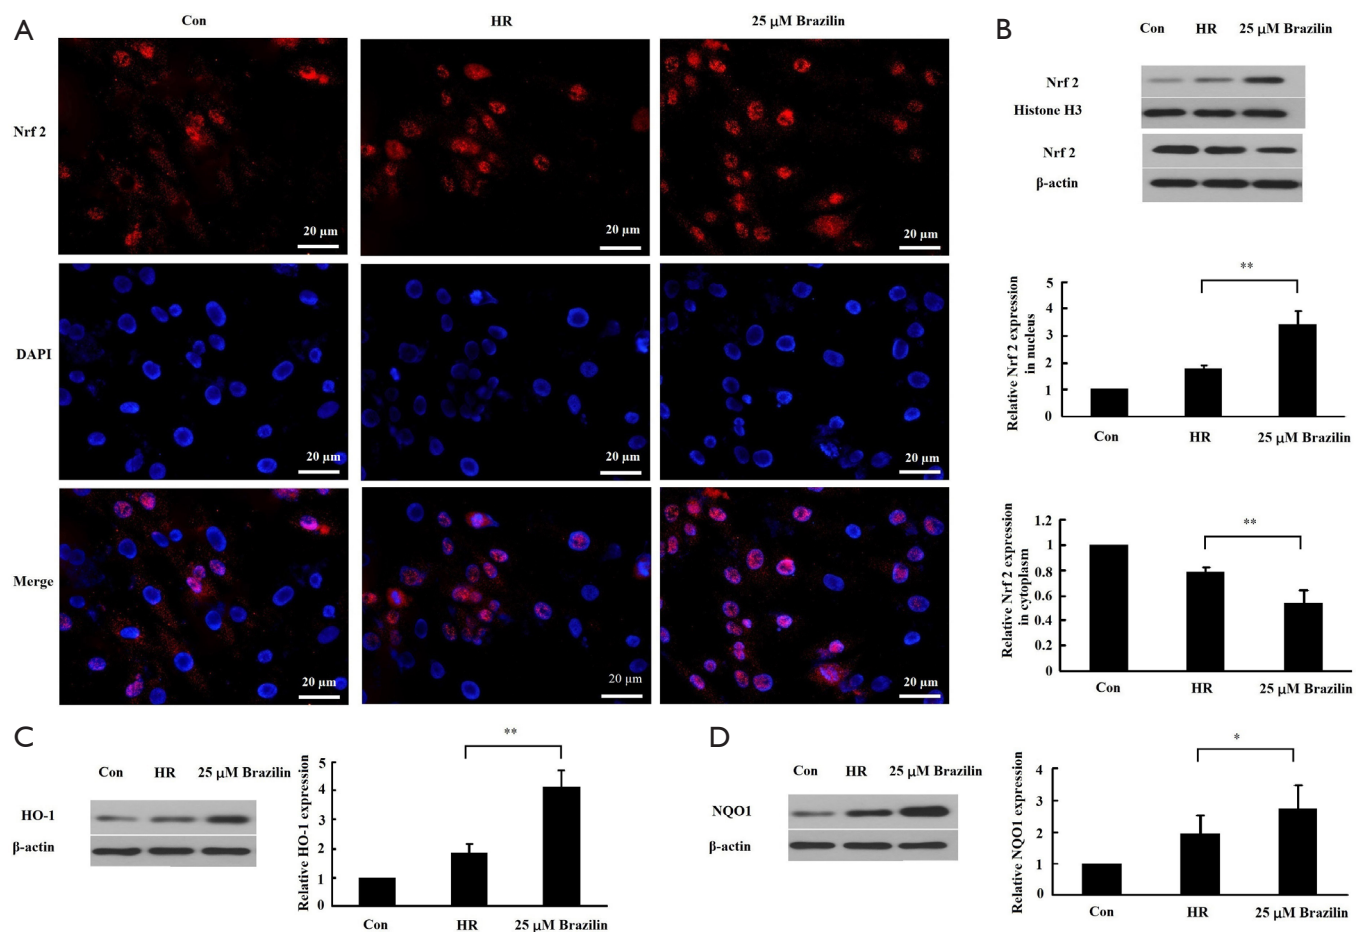 A
Con
HR
25 μM Brazilin
Nrf 2
20 μm
20 μm
20 μm
DAPI
20 μm
20 μm
20 μm
Merge
20 μm
20 μm
20 μm
B
Con
HR
25 μM Brazilin
Nrf 2
Histone H3
Nrf 2
β-actin
Relative Nrf 2 expression
in nucleus
5
4
3
2
1
0
**
Con
HR
25 μM Brazilin
Relative Nrf 2 expression
in cytoplasm
1.2
1
0.8
0.6
0.4
0.2
0
**
Con
HR
25 μM Brazilin
C
Con
HR
25 μM Brazilin
HO-1
β-actin
Relative HO-1 expression
5
4
2
1
0
**
Con
HR
25 μM Brazilin
D
Con
HR
25 μM Brazilin
NQO1
β-actin
Relative NQO1 expression
4
3
2
1
0
*
Con
HR
25 μM Brazilin